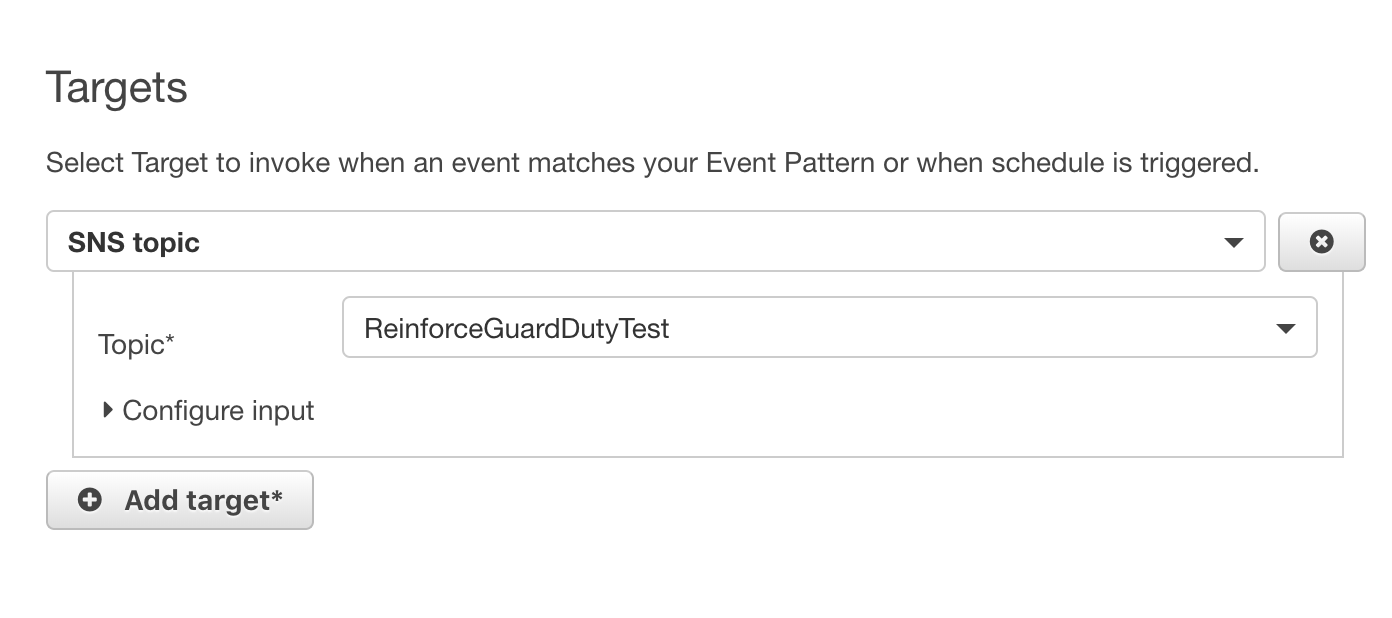 Targets
Select Target to invoke when an event matches your Event Pattern or when schedule is triggered.
SNS topic
Topic*
ReinforceGuardDutyTest
Configure input
Add target*